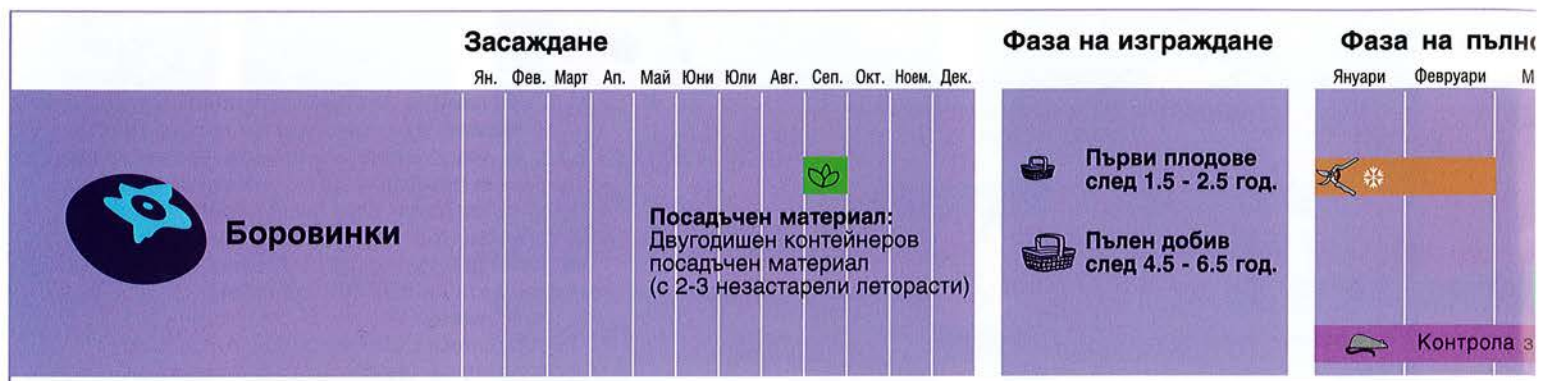 Засаждане
Фаза на изграждане
Фаза на пълно
Ян. Фев. Март Ап. Май Юни Юли Авг. Сеп. Окт. Ноем. Дек.
Януари Февруари М
Боровинки
Посадъчен материал:
Двугодишен контейнеров
посадъчен материал
(с 2-3 незастарели леторасти)
Първи плодове
след 1.5 - 2.5 год.
Пълен добив
след 4.5 - 6.5 год.
Контрола з